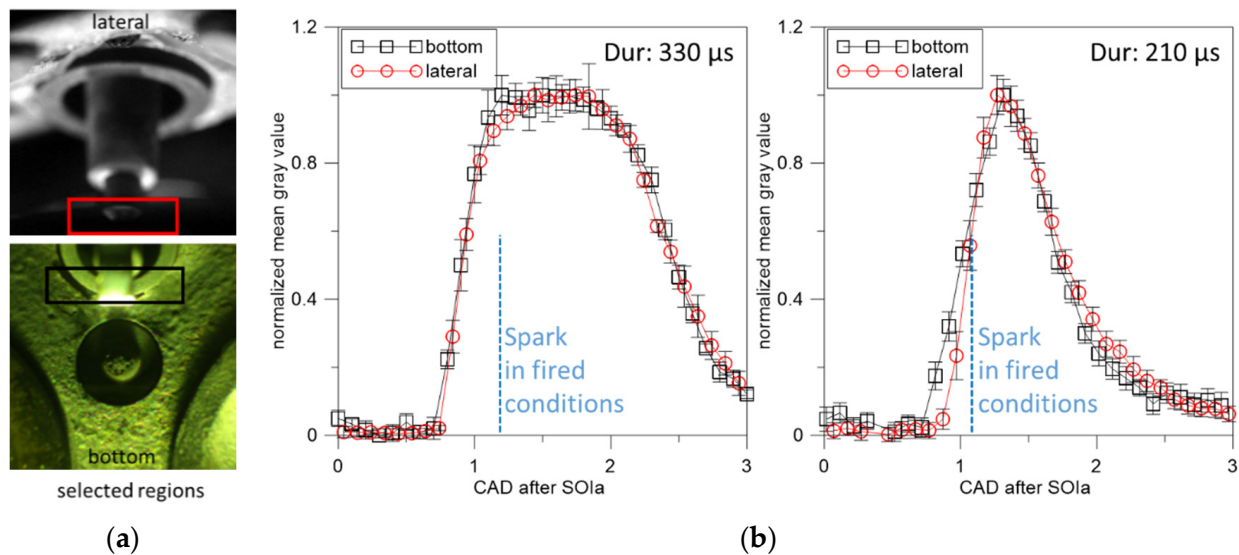 lateral
bottom
selected regions
(a)
1.2
0.8
0.4
0
normalized mean gray value
bottom
lateral
Dur: 330 µs
Spark
in fired
conditions
0
1
2
3
CAD after SOIa
1.2
0.8
0.4
0
normalized mean gray value
bottom
lateral
Dur: 210 µs
Spark
in fired
conditions
0
1
2
3
CAD after SOIa
(b)